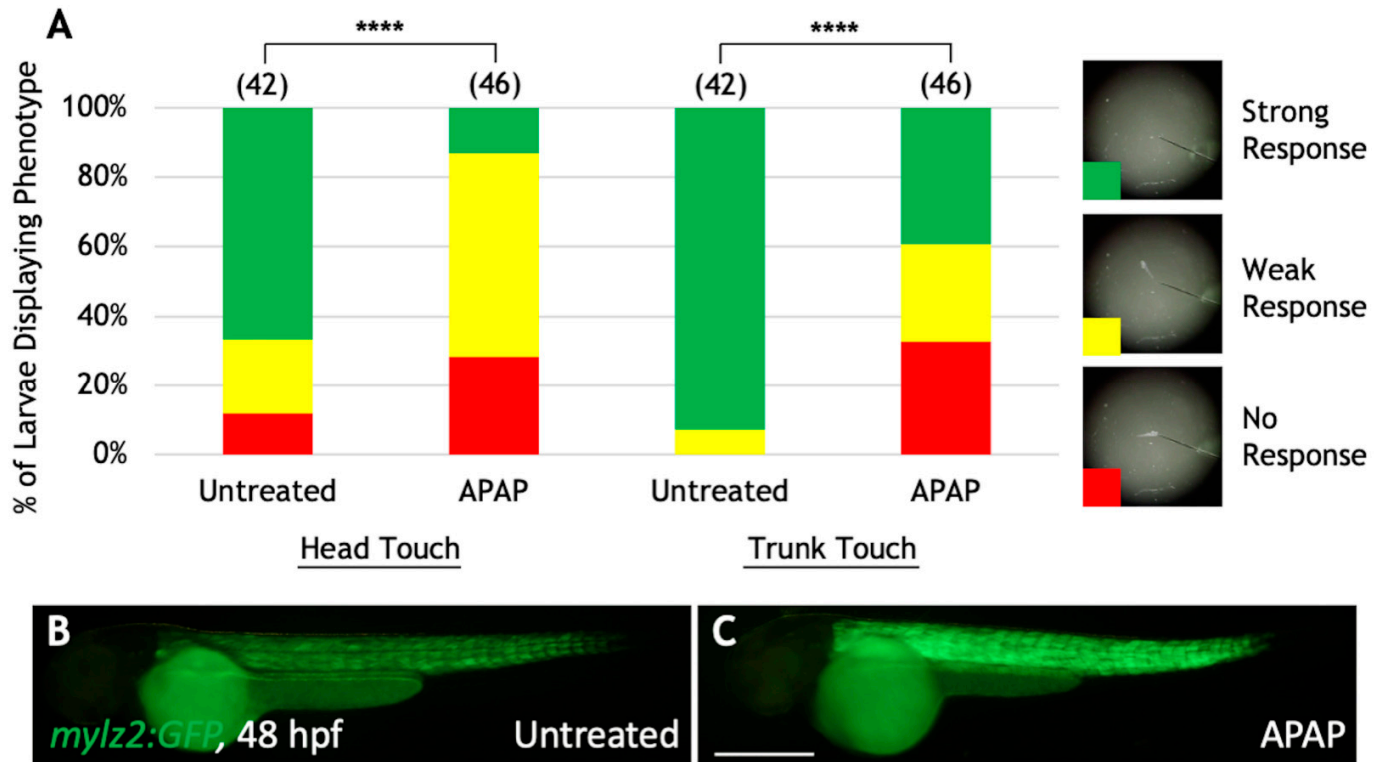 A
****
****
(42)
(46)
(42)
(46)
% of Larvae Displaying Phenotype
100%
80%
60%
40%
20%
0%
Untreated
APAP
Untreated
APAP
Head Touch
Trunk Touch
Strong
Response
Weak
Response
No
Response
B
mylz2:GFP, 48 hpf
Untreated
C
APAP